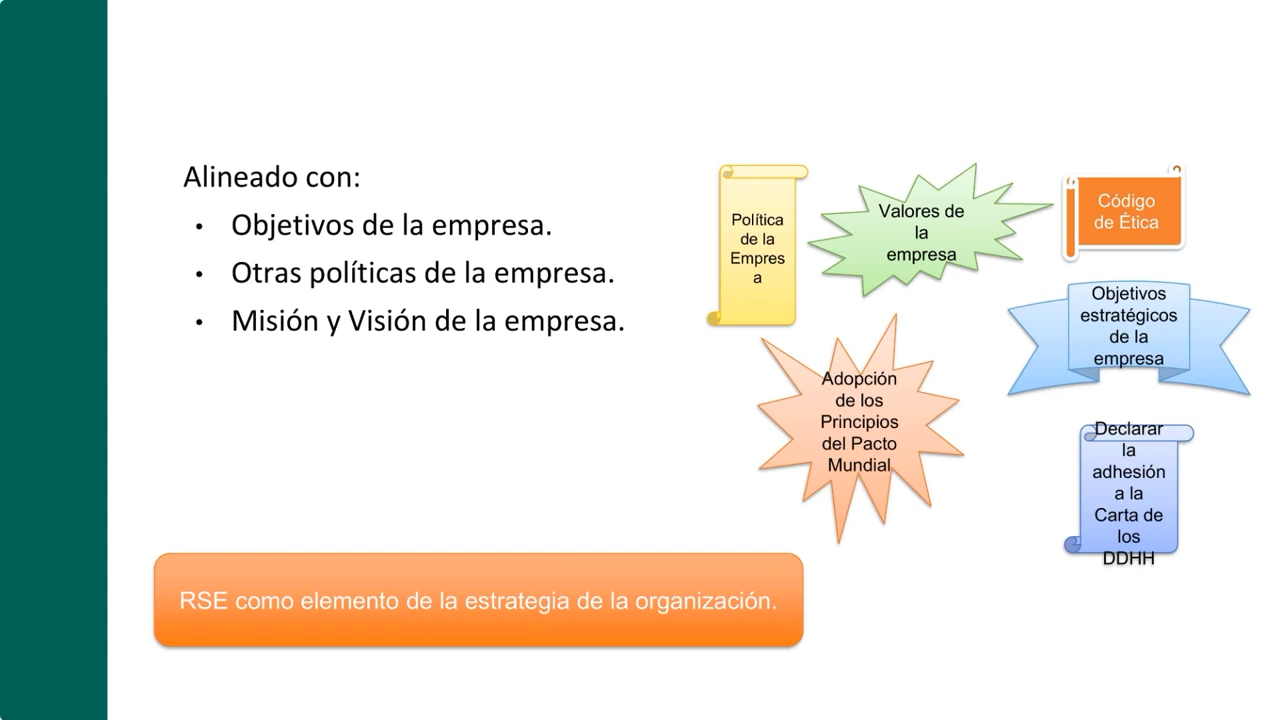 Alineado con:
• Objetivos de la empresa.
• Otras políticas de la empresa.
• Misión y Visión de la empresa.
Política
de la
Empres
a
Valores de
la
empresa
Código
de Ética
Objetivos
estratégicos
de la
empresa
Adopción
de los
Principios
del Pacto
Mundial
Declarar
la
adhesión
a la
Carta de
los
DDHH
RSE como elemento de la estrategia de la organización.